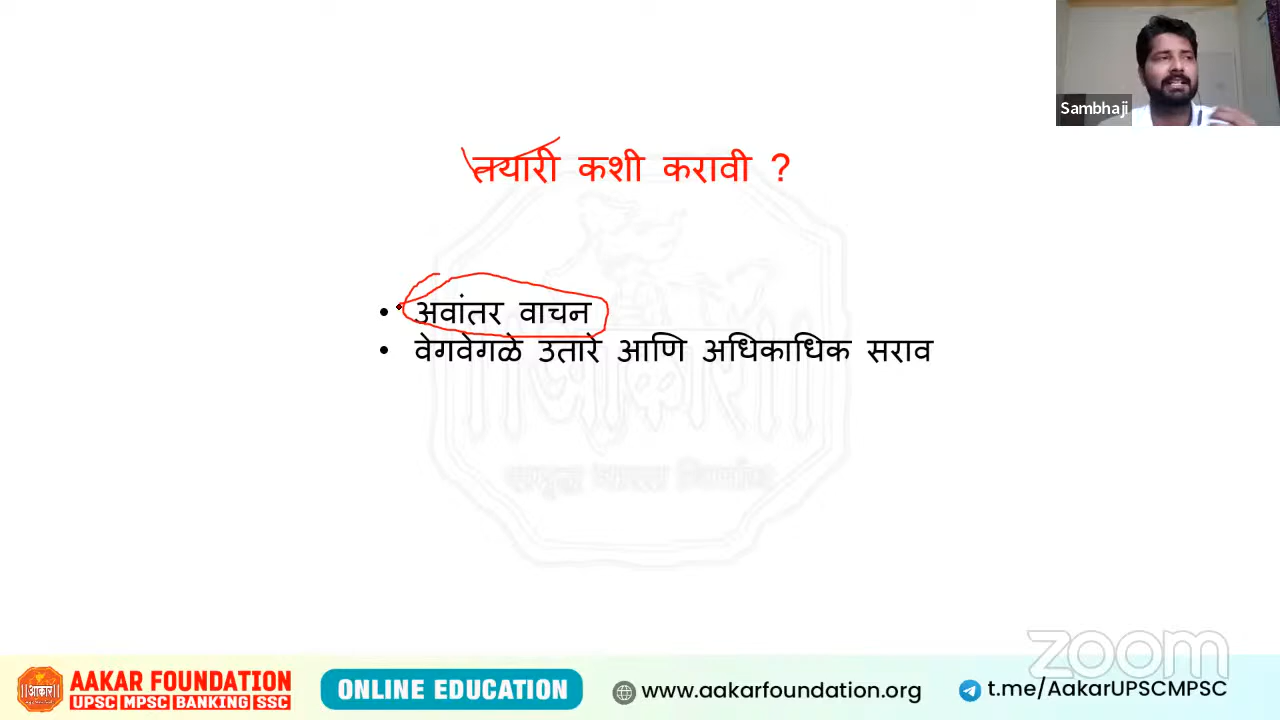 Sambhaji
तयारी कशी करावी ?
• अवांतर वाचन
• वेगवेगळे उतारे आणि अधिकाधिक सराव
zoom
॥आकार॥
AAKAR FOUNDATION
UPSC MPSC BANKING SSC
ONLINE EDUCATION
www.aakarfoundation.org
t.me/AakarUPSCMPSC